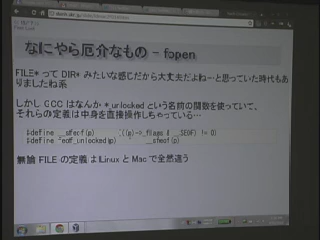 なにやら厄介なもの - fopen
FILE* って DIR* みたいな感じだから大丈夫だよね…と思っていた時代もあ
りましたね系
しかし GCC はなんか *_unlocked という名前の関数を使っていて、
それらの定義は中身を直接操作しちゃっている…
#define __sfeof(p) (((p)->_flags & __SEOF) != 0)
#define feof_unlocked(p) __sfeof(p)
無論 FILE の定義は Linux と Mac で全然違う